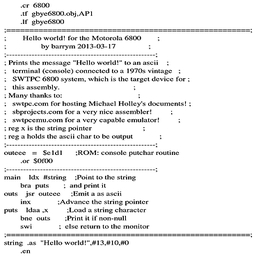 .cr 6800
.tf gbye6800.obj,AP1
.lf gbye6800
;=====================================================;
; Hello world! for the Motorola 6800 ;
; by barrym 2013-03-17 ;
;-----------------------------------------------------;
; Prints the message "Hello world!" to an ascii ;
; terminal (console) connected to a 1970s vintage ;
; SWTPC 6800 system, which is the target device for ;
; this assembly. ;
; Many thanks to: ;
; swtpc.com for hosting Michael Holley's documents! ;
; sbprojects.com for a very nice assembler! ;
; swtpcemu.com for a very capable emulator! ;
; reg x is the string pointer ;
; reg a holds the ascii char to be output ;
;-----------------------------------------------------;
outeee = $e1d1 ;ROM: console putchar routine
.or $0f00
;-----------------------------------------------------;
main ldx #string ;Point to the string
bra puts ; and print it
outs jsr outeee ;Emit a as ascii
inx ;Advance the string pointer
puts ldaa ,x ;Load a string character
bne outs ;Print it if non-null
swi ; else return to the monitor
;=====================================================;
string .as "Hello world!",#13,#10,#0
.en